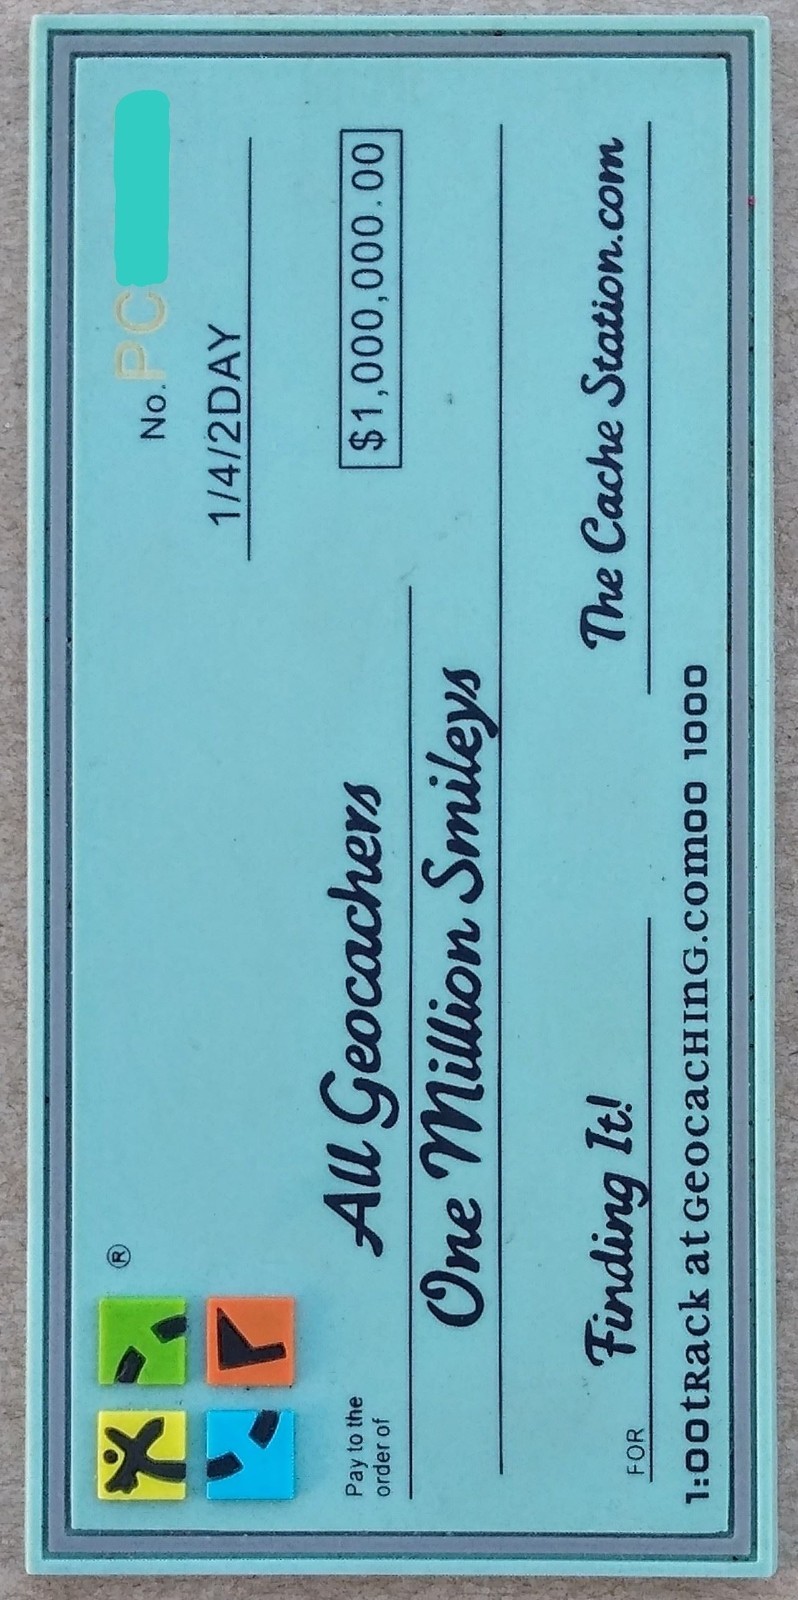 ®
No. PC
1/4/2DAY
Pay to the
order of
All Geocachers
$1,000,000.00
One Million Smileys
FOR Finding It!
The Cache Station.com
1:00tRack at GeocacHInG.com00 1000